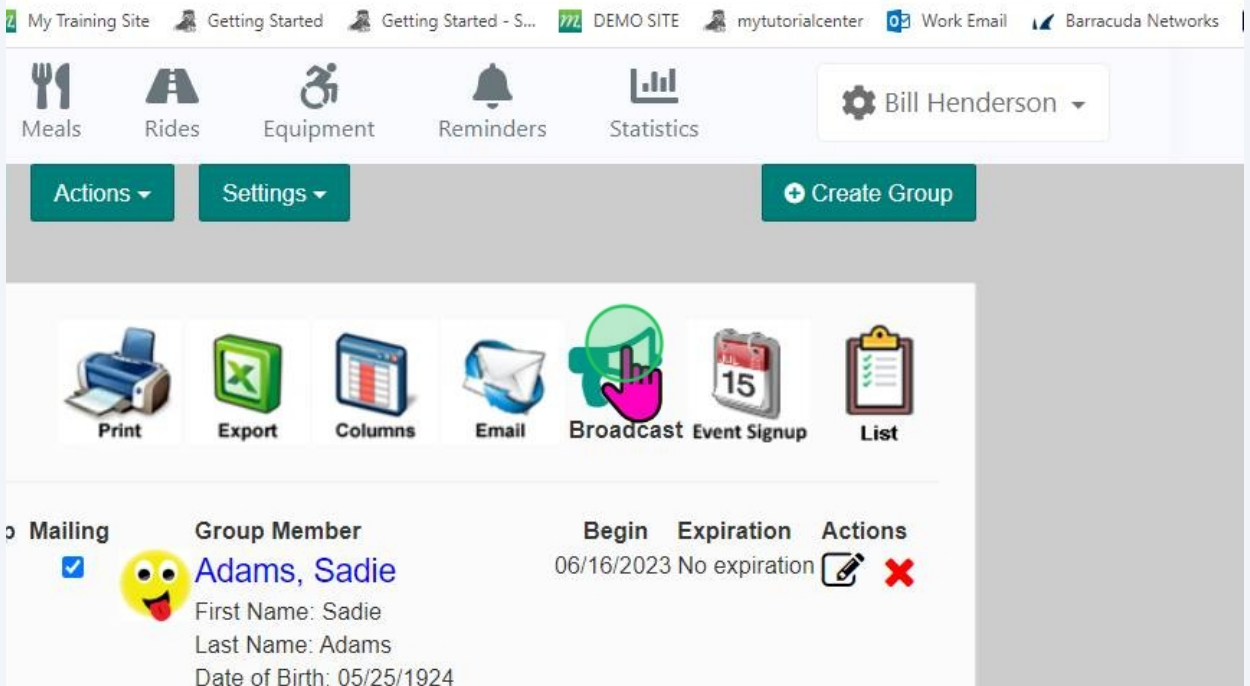 My Training Site Getting Started Getting Started - S... DEMO SITE mytutorialcenter Work Email Barracuda Networks
Meals Rides Equipment Reminders Statistics Bill Henderson
Actions Settings Create Group
15
Print Export Columns Email Broadcast Event Signup List
Mailing Group Member Begin Expiration Actions
Adams, Sadie 06/16/2023 No expiration
First Name: Sadie
Last Name: Adams
Date of Birth: 05/25/1924